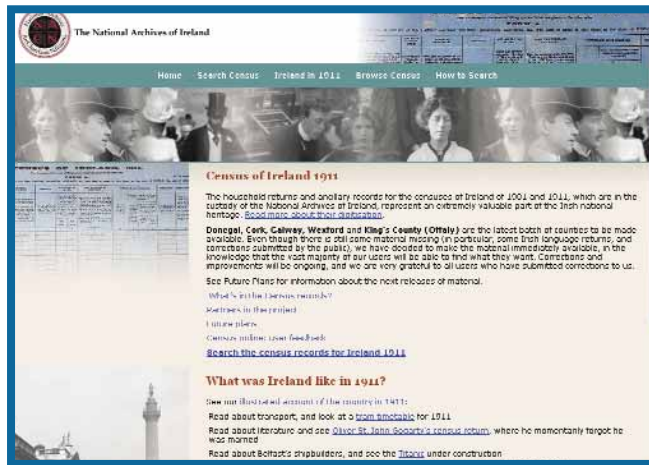 The National Archives of Ireland
Home Search Census Ireland in 1911 Browse Census How to Search
Census of Ireland 1911
The household returns and ancillary records for the censuses of Ireland of 1901 and 1911, which are in the
custody of the National Archives of Ireland, represent an extremely valuable part of the Irish national
heritage. Read more about their digitisation.
Donegal, Cork, Galway, Wexford and King's County (Offaly) are the latest batch of counties to be made
available. Even though there is still some material missing (in particular, some Irish language returns, and
corrections submitted by the public), we have decided to make the material immediately available, in the
knowledge that the vast majority of our users will be able to find what they want. Corrections and
improvements will be ongoing, and we are very grateful to all users who have submitted corrections to us.
See Future Plans for information about the next releases of material.
What's in the Census records?
Partners in the project
Future plans
Census online: user feedback
Search the census records for Ireland 1911
What was Ireland like in 1911?
See our illustrated account of the country in 1911:
Read about transport, and look at a tram timetable for 1911
Read about literature and see Oliver St. John Gogarty's census return, where he momentarily forgot he
was married
Read about Belfast's shipbuilders, and see the Titanic under construction